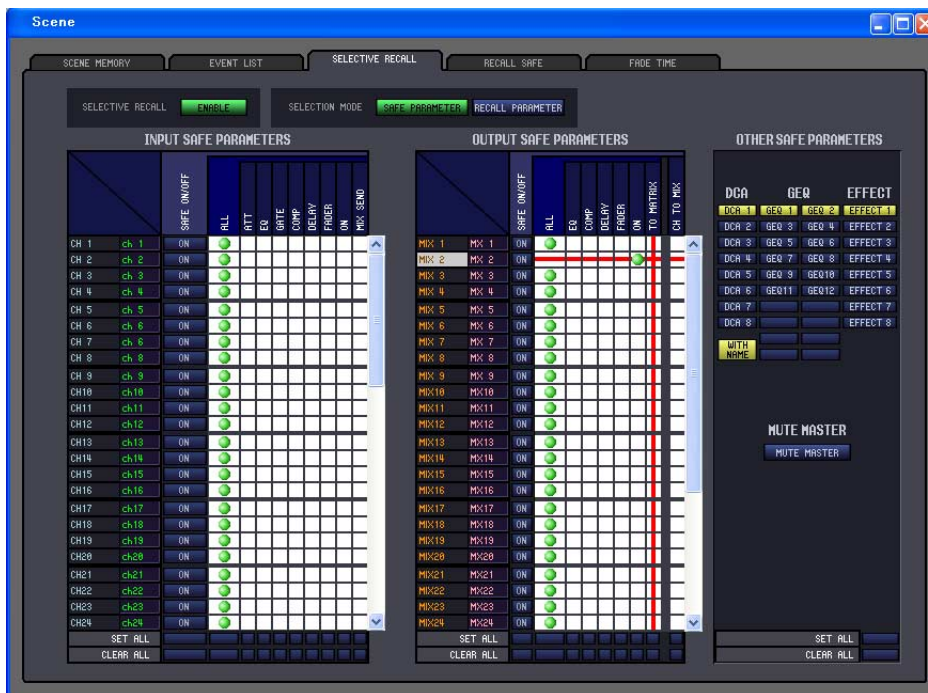 Scene
SCENE MEMORY EVENT LIST SELECTIVE RECALL RECALL SAFE FADE TIME
SELECTIVE RECALL ENABLE SELECTION MODE SAFE PARAMETER RECALL PARAMETER
INPUT SAFE PARAMETERS
SAFE ON/OFF ALL ATT EQ GATE COMP DELAY FADER ON MIX SEND
CH 1 ch 1 ON
CH 2 ch 2 ON
CH 3 ch 3 ON
CH 4 ch 4 ON
CH 5 ch 5 ON
CH 6 ch 6 ON
CH 7 ch 6 ON
CH 8 ch 8 ON
CH 9 ch 9 ON
CH10 ch10 ON
CH11 ch11 ON
CH12 ch12 ON
CH13 ch13 ON
CH14 ch14 ON
CH15 ch15 ON
CH16 ch16 ON
CH17 ch17 ON
CH18 ch18 ON
CH19 ch19 ON
CH20 ch20 ON
CH21 ch21 ON
CH22 ch22 ON
CH23 ch23 ON
CH24 ch24 ON
SET ALL
CLEAR ALL
OUTPUT SAFE PARAMETERS
SAFE ON/OFF ALL EQ COMP DELAY FADER ON TO MATRIX CH TO MIX
MIX 1 MX 1 ON
MIX 2 MX 2 ON
MIX 3 MX 3 ON
MIX 4 MX 4 ON
MIX 5 MX 5 ON
MIX 6 MX 6 ON
MIX 7 MX 7 ON
MIX 8 MX 8 ON
MIX 9 MX 9 ON
MIX10 MX10 ON
MIX11 MX11 ON
MIX12 MX12 ON
MIX13 MX13 ON
MIX14 MX14 ON
MIX15 MX15 ON
MIX16 MX16 ON
MIX17 MX17 ON
MIX18 MX18 ON
MIX19 MX19 ON
MIX20 MX20 ON
MIX21 MX21 ON
MIX22 MX22 ON
MIX23 MX23 ON
MIX24 MX24 ON
SET ALL
CLEAR ALL
OTHER SAFE PARAMETERS
DCA GEQ EFFECT
DCA 1 GEQ 1 GEQ 2 EFFECT 1
DCA 2 GEQ 3 GEQ 4 EFFECT 2
DCA 3 GEQ 5 GEQ 6 EFFECT 3
DCA 4 GEQ 7 GEQ 8 EFFECT 4
DCA 5 GEQ 9 GEQ10 EFFECT 5
DCA 6 GEQ11 GEQ12 EFFECT 6
DCA 7 EFFECT 7
DCA 8 EFFECT 8
WITH
NAME
MUTE MASTER
MUTE MASTER
SET ALL
CLEAR ALL